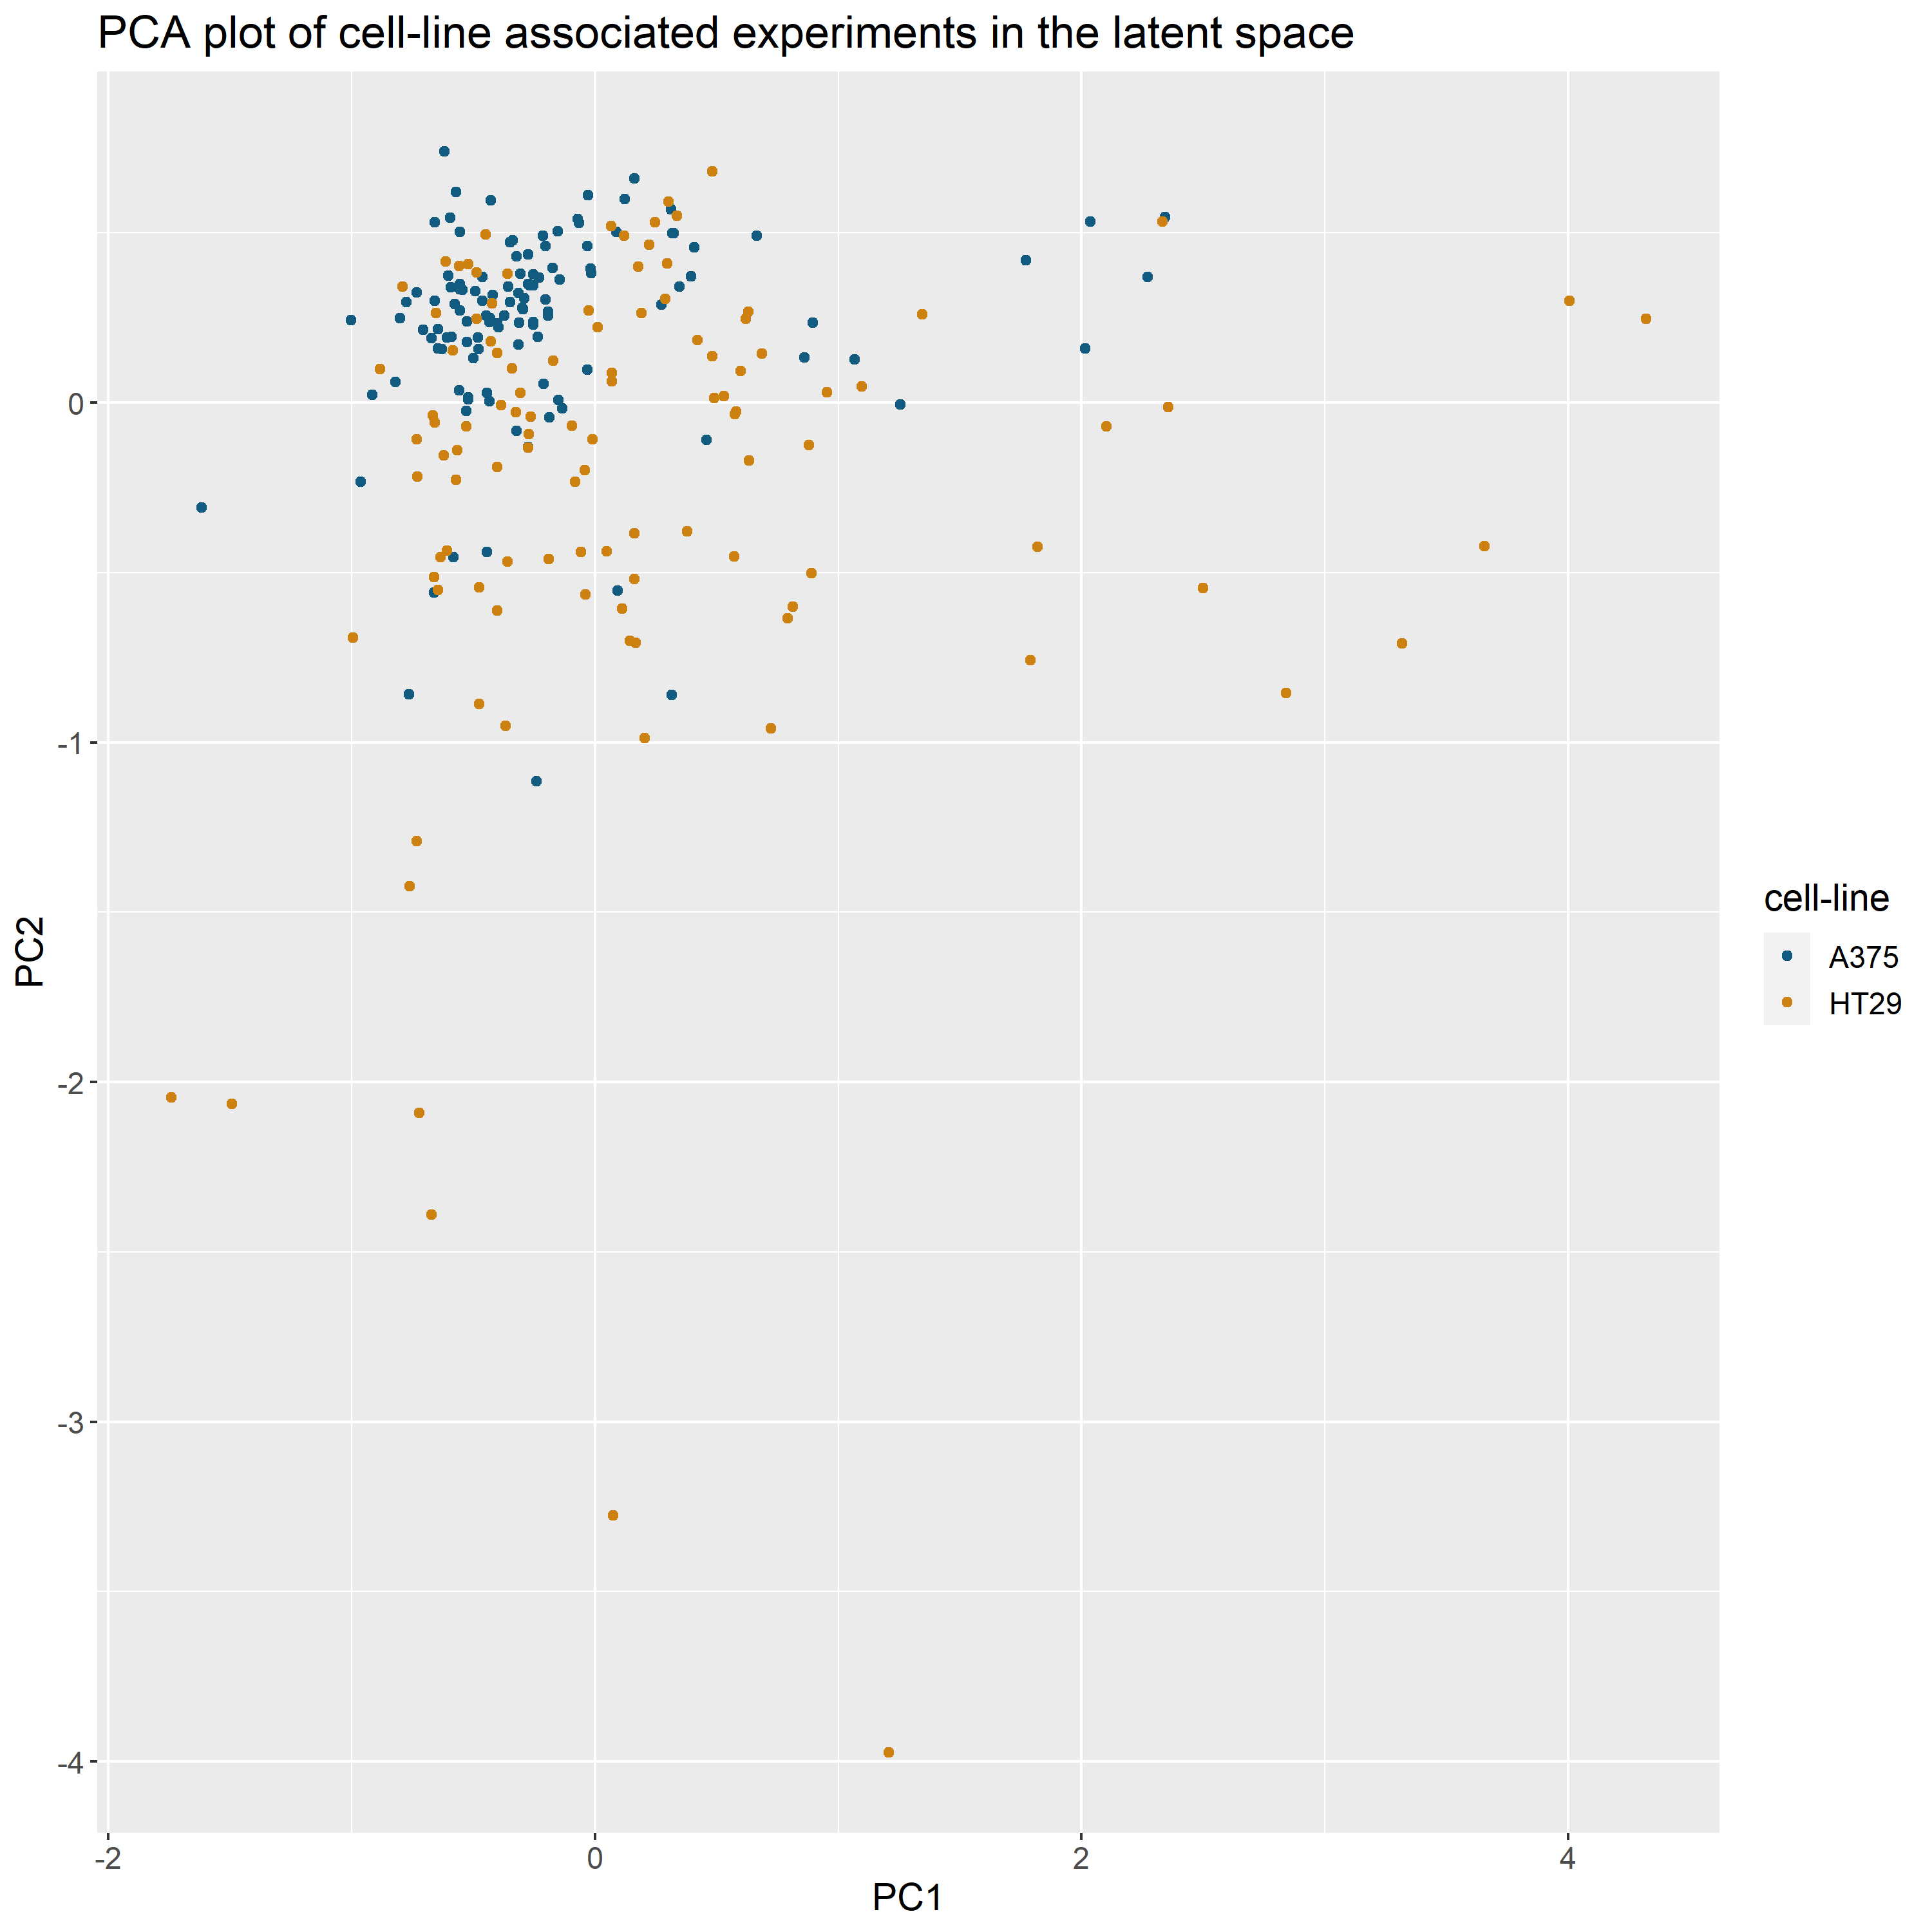 PCA plot of cell-line associated experiments in the latent space
0
-1
-2
-3
-4
PC2
-2
0
2
4
PC1
cell-line
A375
HT29